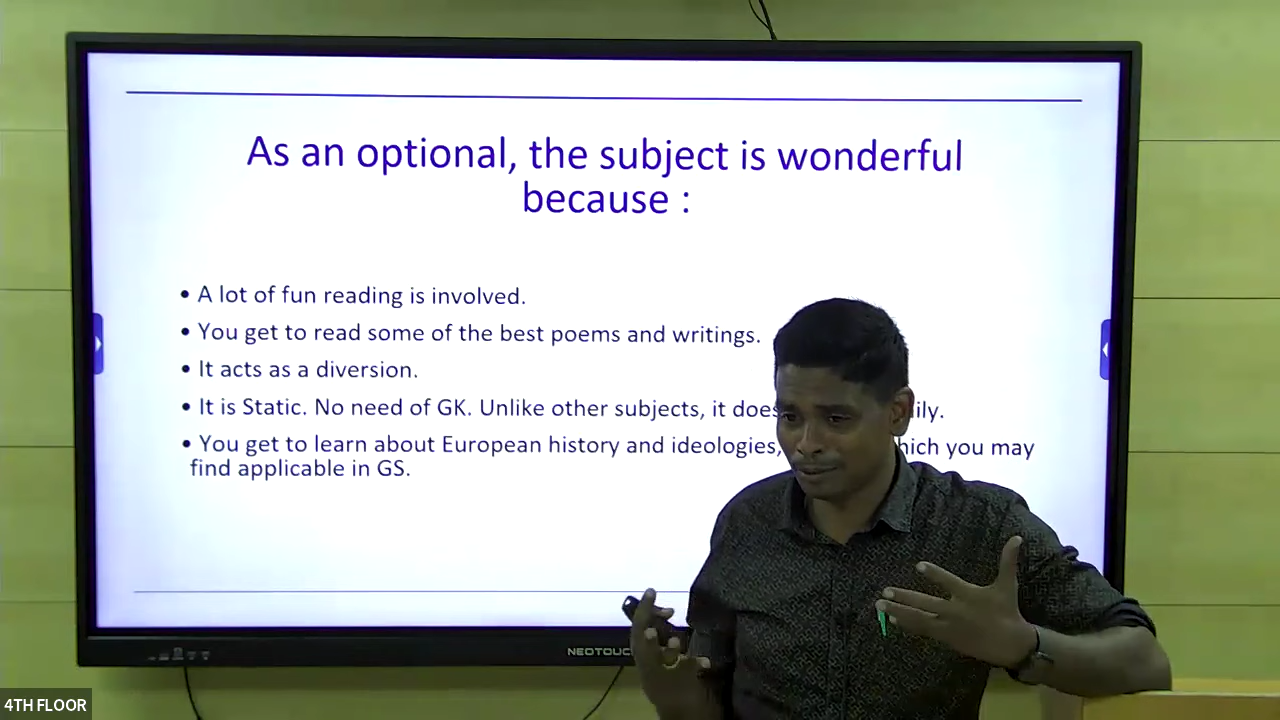 As an optional, the subject is wonderful
because :
• A lot of fun reading is involved.
• You get to read some of the best poems and writings.
• It acts as a diversion.
• It is Static. No need of GK. Unlike other subjects, it
• You get to learn about European history and ideologies, you may
find applicable in GS.
4TH FLOOR